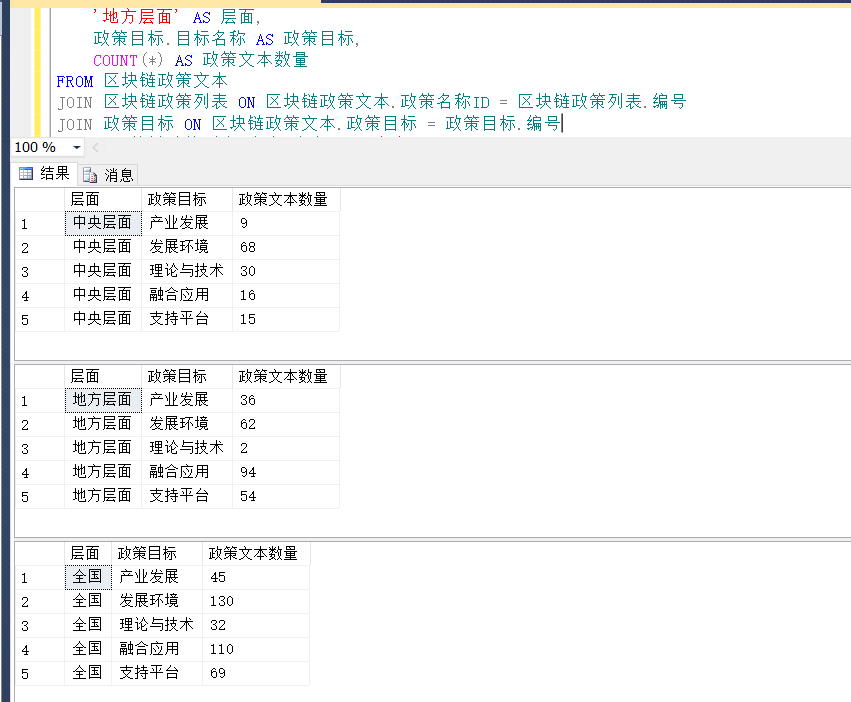 '地方层面' AS 层面,
政策目标.目标名称 AS 政策目标,
COUNT(*) AS 政策文本数量
FROM 区块链政策文本
JOIN 区块链政策列表 ON 区块链政策文本.政策名称ID = 区块链政策列表.编号
JOIN 政策目标 ON 区块链政策文本.政策目标 = 政策目标.编号
100 %
结果 消息
层面 政策目标 政策文本数量
1 中央层面 产业发展 9
2 中央层面 发展环境 68
3 中央层面 理论与技术 30
4 中央层面 融合应用 16
5 中央层面 支持平台 15
层面 政策目标 政策文本数量
1 地方层面 产业发展 36
2 地方层面 发展环境 62
3 地方层面 理论与技术 2
4 地方层面 融合应用 94
5 地方层面 支持平台 54
层面 政策目标 政策文本数量
1 全国 产业发展 45
2 全国 发展环境 130
3 全国 理论与技术 32
4 全国 融合应用 110
5 全国 支持平台 69